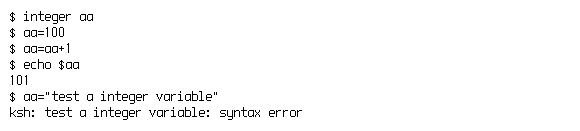 $ integer aa
$ aa=100
$ aa=aa+1
$ echo $aa
101
$ aa="test a integer variable"
ksh: test a integer variable: syntax error